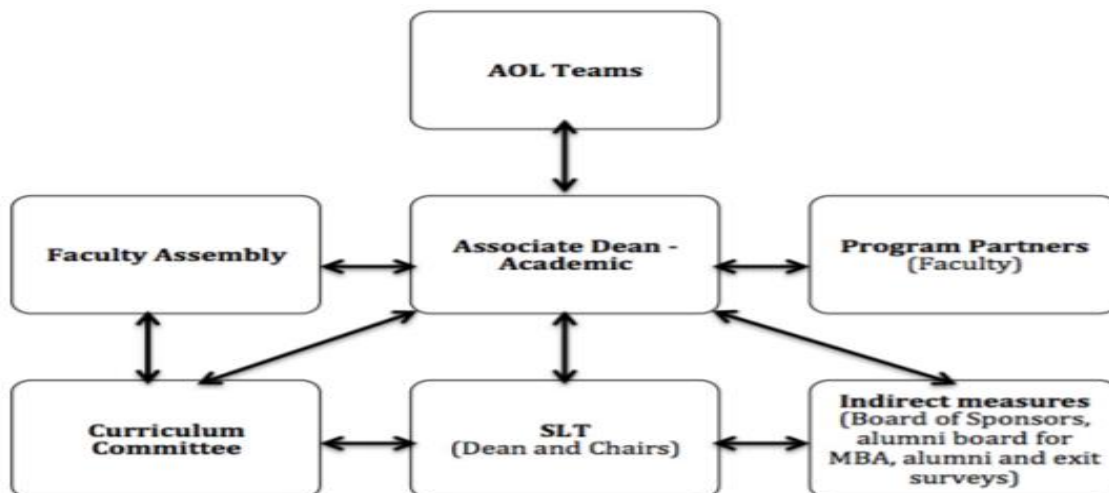 AOL Teams
Faculty Assembly
Associate Dean -
Academic
Program Partners
(Faculty)
Curriculum
Committee
SLT
(Dean and Chairs)
Indirect measures
(Board of Sponsors,
alumni board for
MBA, alumni and exit
surveys)